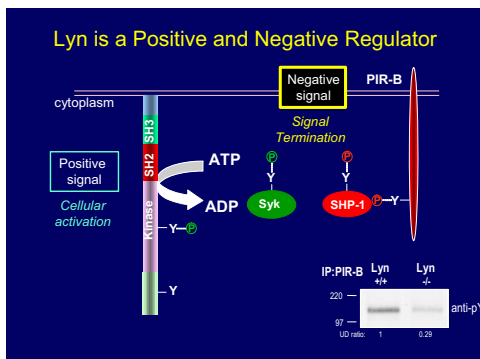 Lyn is a Positive and Negative Regulator
Negative
signal
PIR-B
cytoplasm
Signal
Termination
SH3
SH2
Kinase
Positive
signal
Cellular
activation
ATP
ADP
P
Y
Syk
P
Y
SHP-1
P
Y
Y
P
Y
IP:PIR-B
Lyn
+/+
Lyn
-/-
220
97
anti-pY
UD ratio:
1
0.29